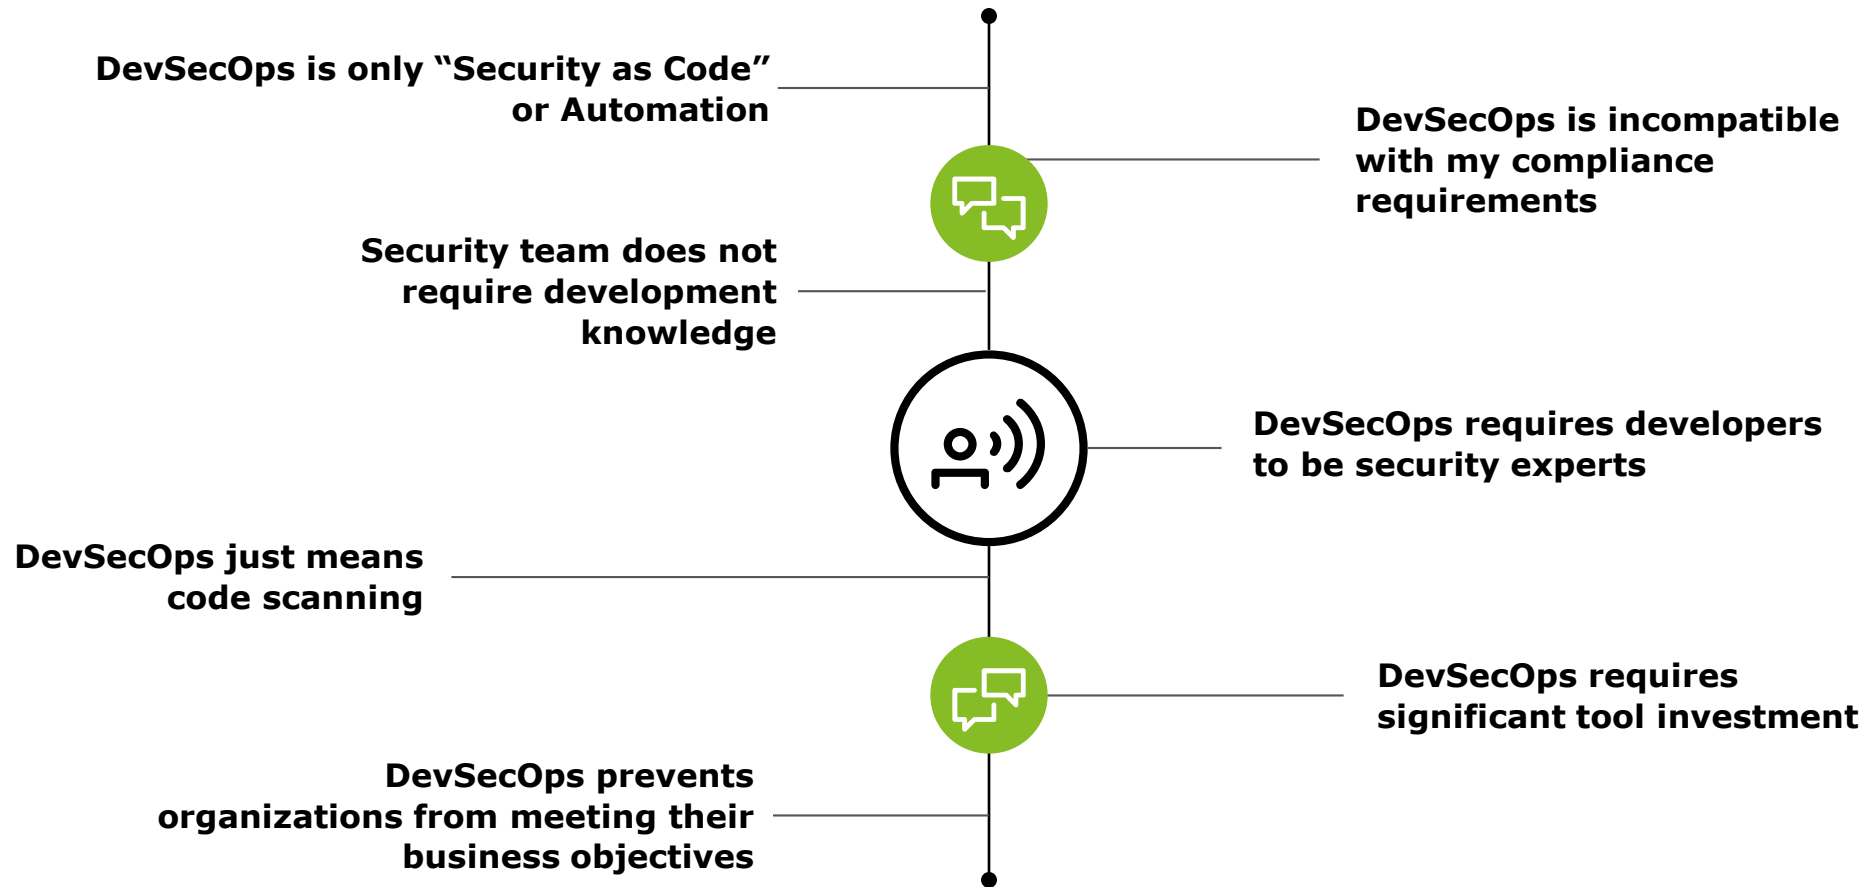 DevSecOps is only “Security as Code”
or Automation
DevSecOps is incompatible
with my compliance
requirements
Security team does not
require development
knowledge
DevSecOps requires developers
to be security experts
DevSecOps just means
code scanning
DevSecOps requires
significant tool investment
DevSecOps prevents
organizations from meeting their
business objectives